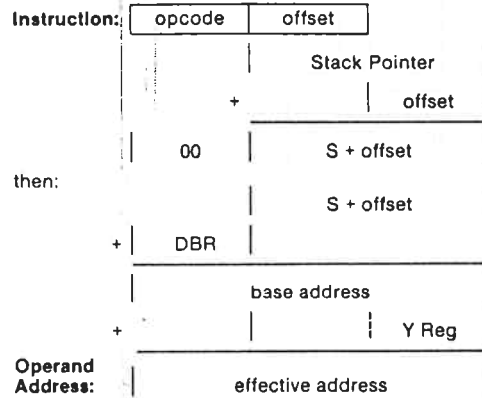 Instruction: opcode offset
Stack Pointer
+ offset
00 S + offset
then:
S + offset
+ DBR
base address
+ Y Reg
Operand
Address: effective address